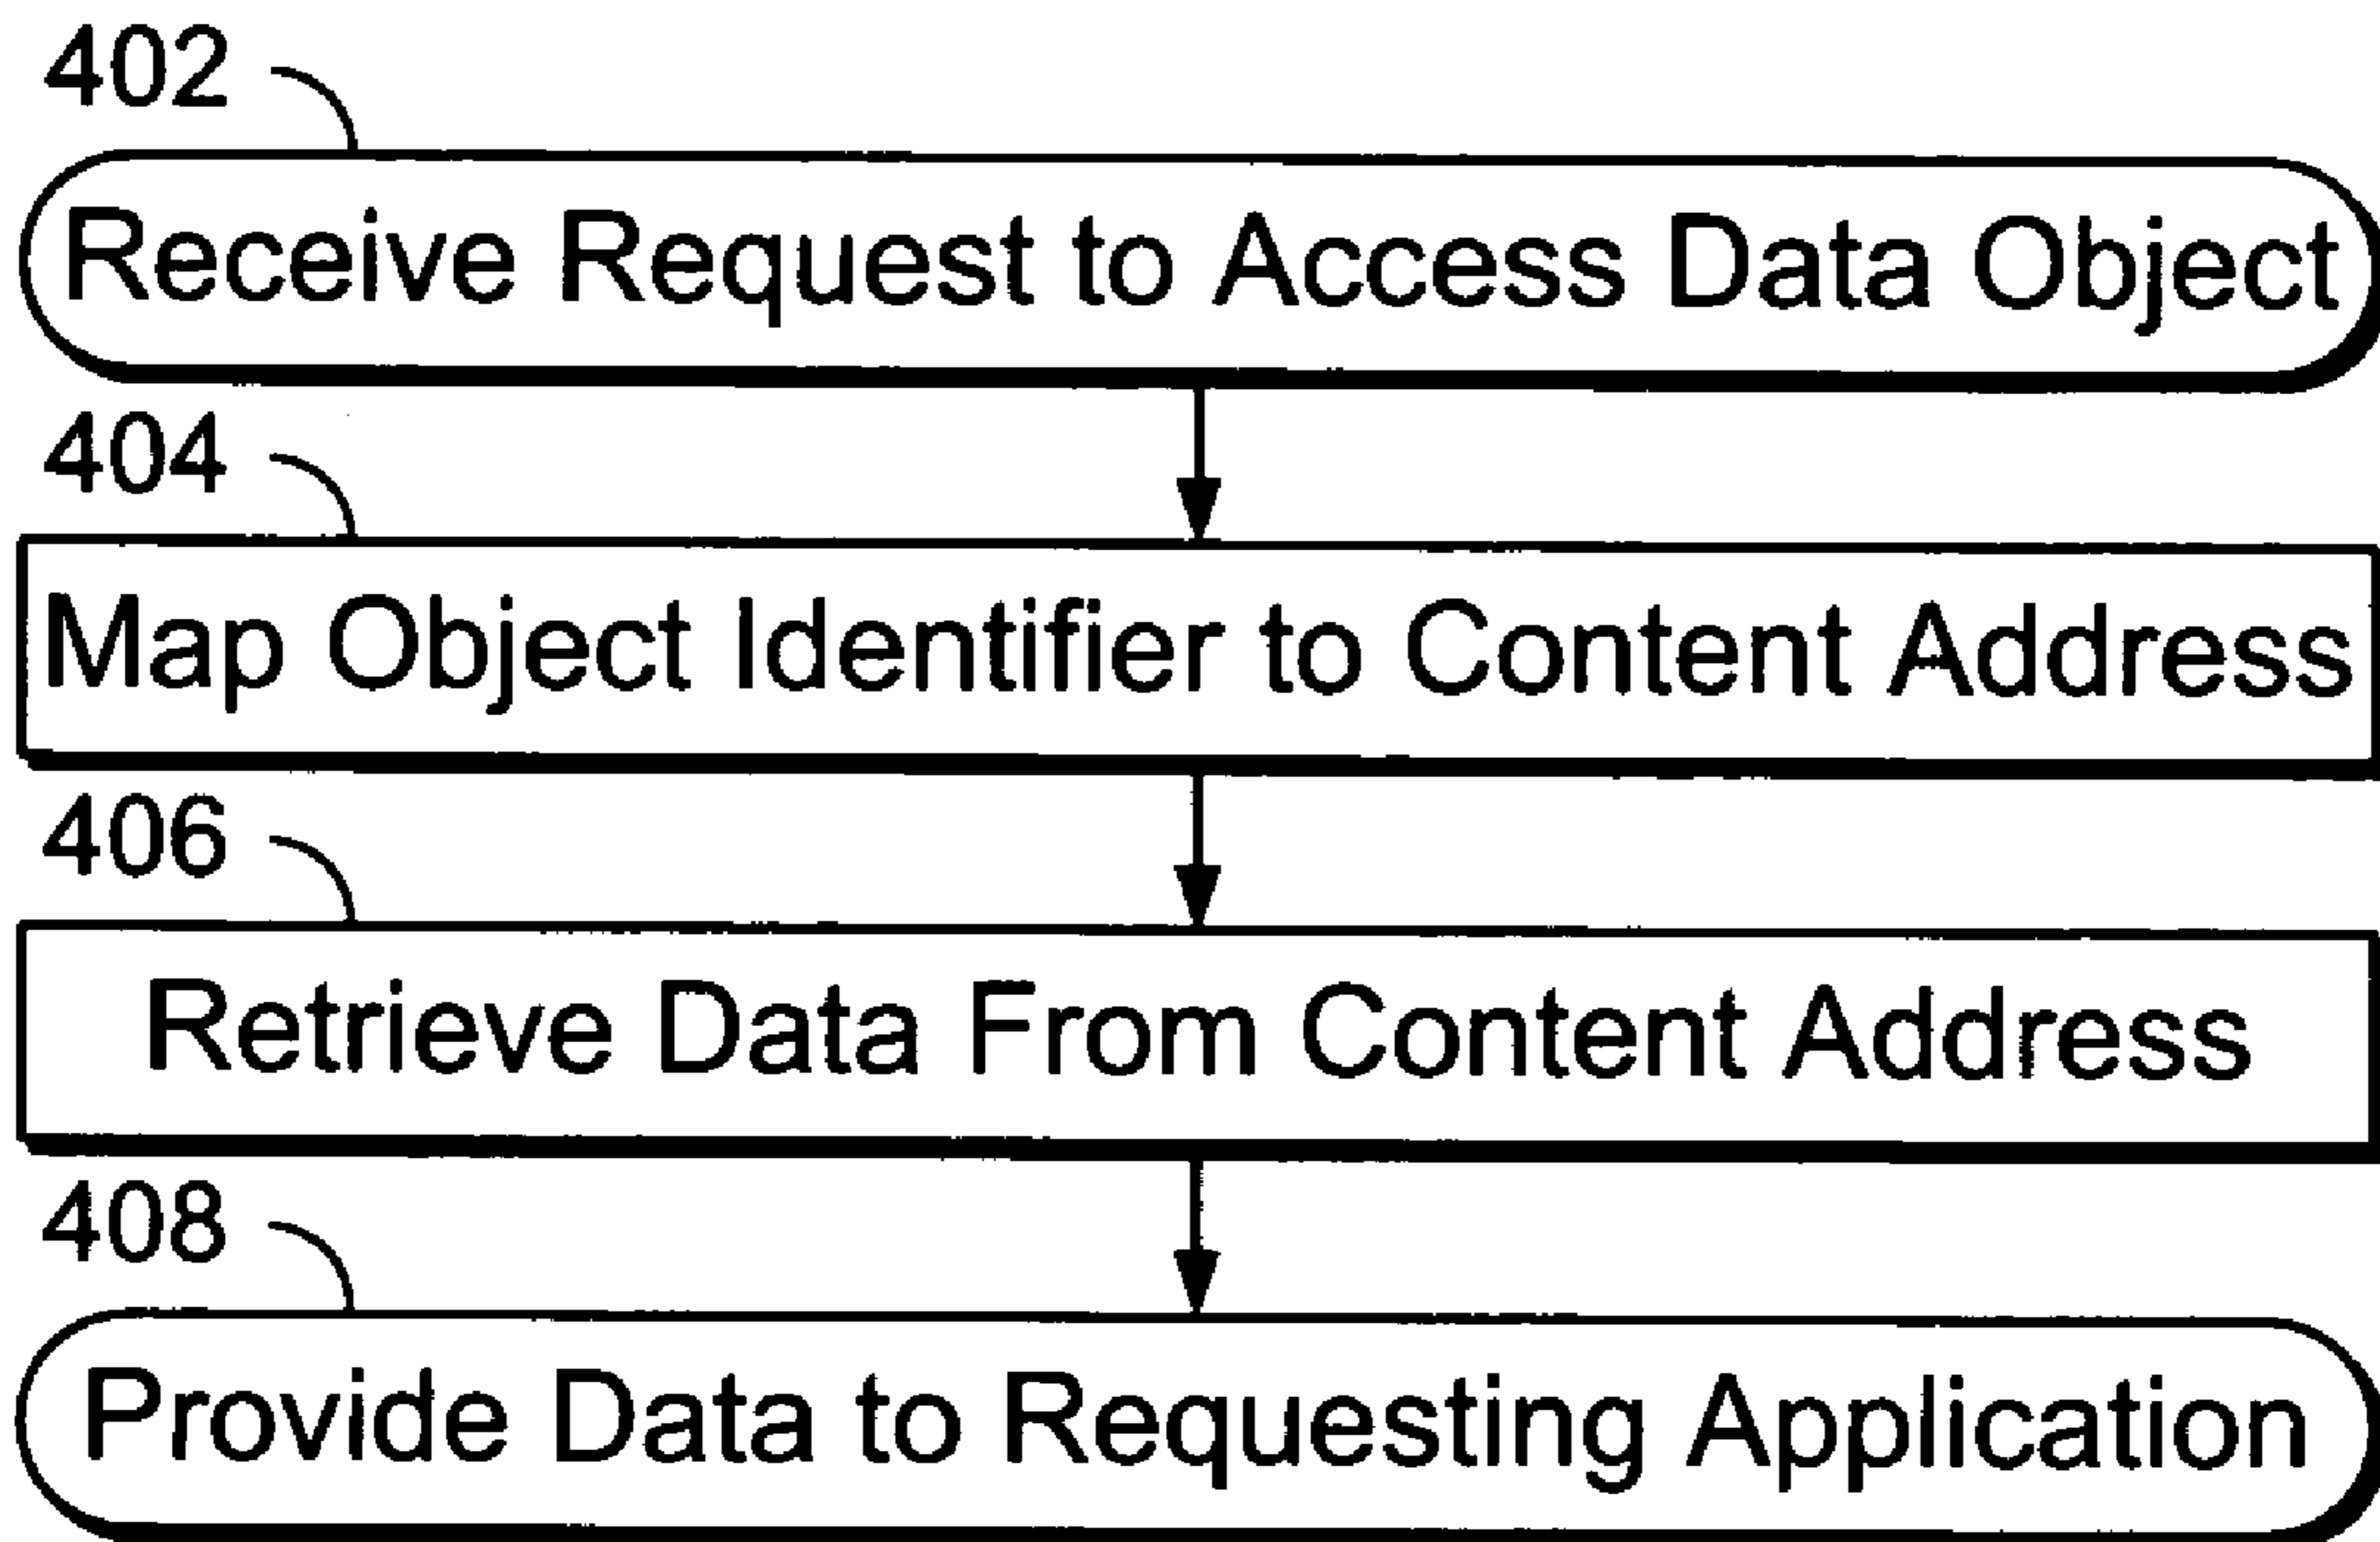 402
Receive Request to Access Data Object
404
Map Object Identifier to Content Address
406
Retrieve Data From Content Address
408
Provide Data to Requesting Application